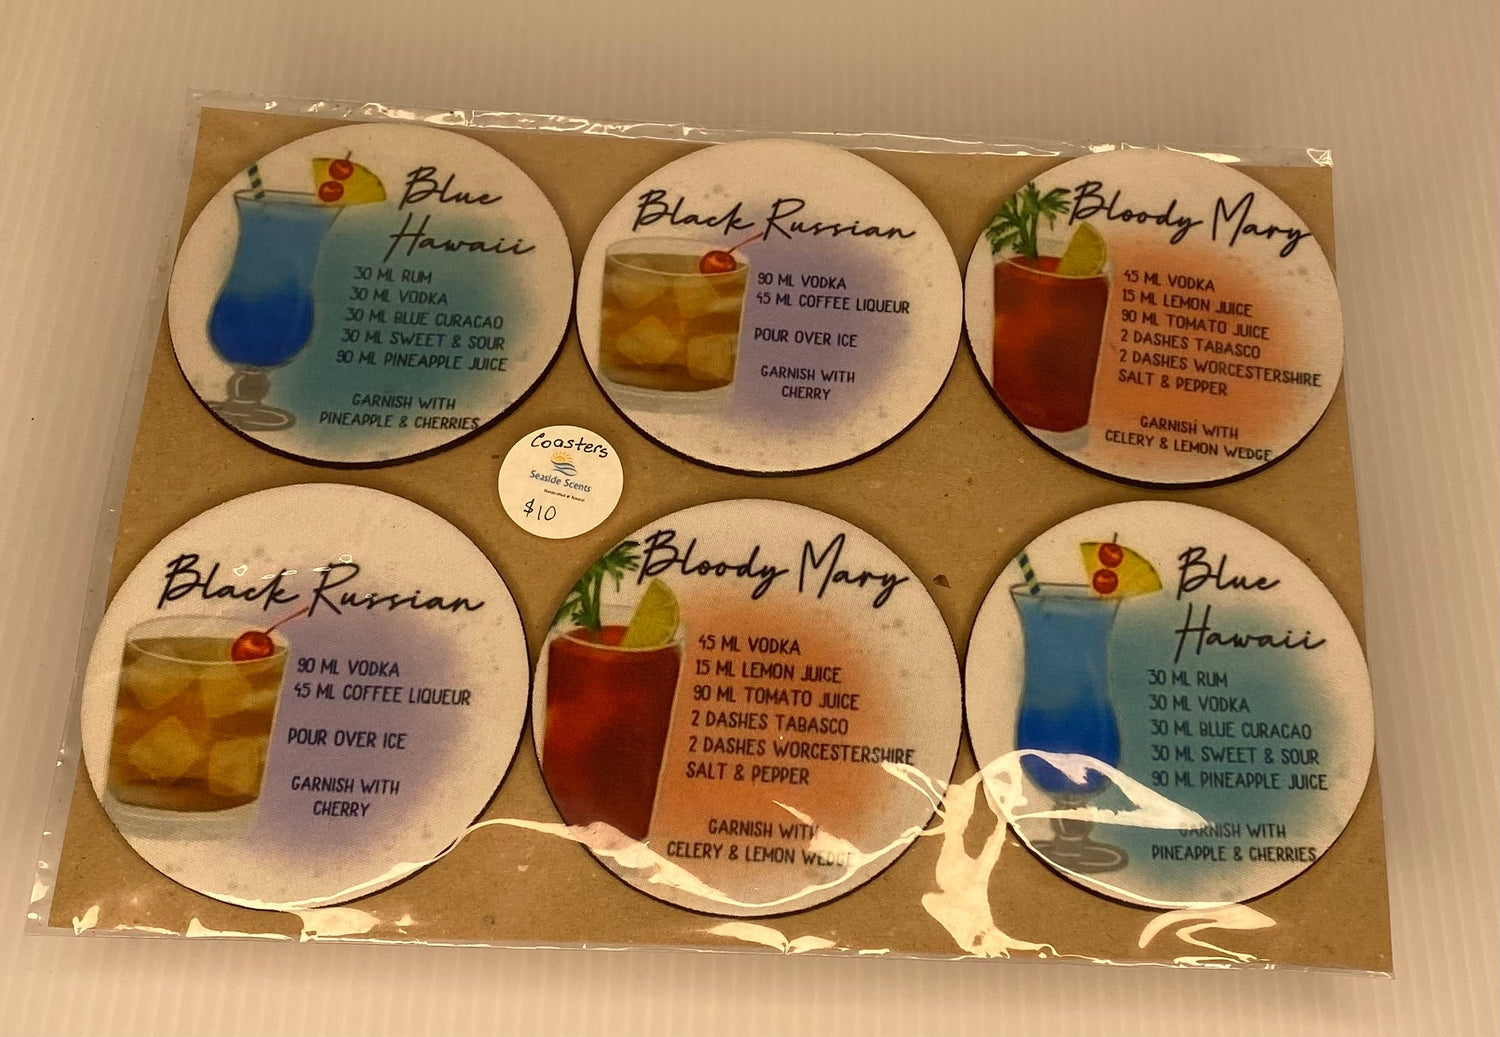 Blue
Hawaii
30 ML RUM
30 ML VODKA
30 ML BLUE CURACAO
30 ML SWEET & SOUR
90 ML PINEAPPLE JUICE
GARNISH WITH
PINEAPPLE & CHERRIES
Black Russian
90 ML VODKA
45 ML COFFEE LIQUEUR
POUR OVER ICE
GARNISH WITH
CHERRY
Bloody Mary
45 ML VODKA
15 ML LEMON JUICE
90 ML TOMATO JUICE
2 DASHES TABASCO
2 DASHES WORCESTERSHIRE
SALT & PEPPER
GARNISH WITH
CELERY & LEMON WEDGE
Coasters
Seaside Scents
Handcrafted & Natural
$10
Black Russian
90 ML VODKA
45 ML COFFEE LIQUEUR
POUR OVER ICE
GARNISH WITH
CHERRY
Bloody Mary
45 ML VODKA
15 ML LEMON JUICE
90 ML TOMATO JUICE
2 DASHES TABASCO
2 DASHES WORCESTERSHIRE
SALT & PEPPER
GARNISH WITH
CELERY & LEMON WEDGE
Blue
Hawaii
30 ML RUM
30 ML VODKA
30 ML BLUE CURACAO
30 ML SWEET & SOUR
90 ML PINEAPPLE JUICE
GARNISH WITH
PINEAPPLE & CHERRIES